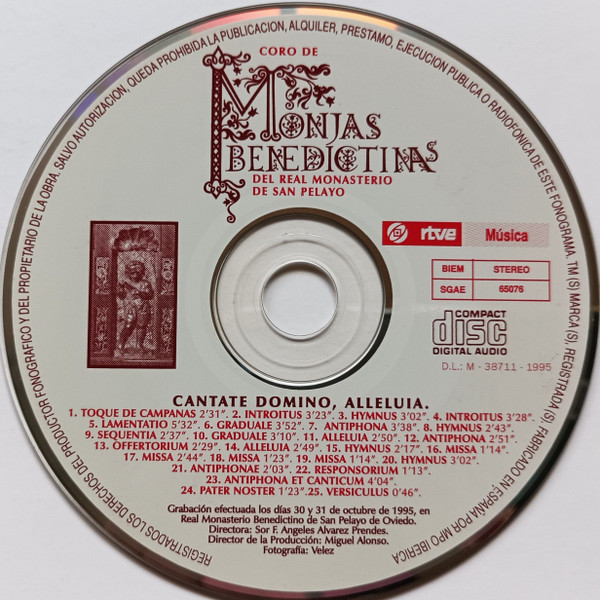 REGISTRADOS LOS DERECHOS DEL PRODUCTOR FONOGRAFICO Y DEL PROPIETARIO DE LA OBRA. SALVO AUTORIZACION, QUEDA PROHIBIDA LA PUBLICACION, ALQUILER, PRESTAMO, EJECUCION PUBLICA O RADIOFONICA DE ESTE FONOGRAMA. TM (S) MARCA (S), REGISTRADA (S) FABRICADO EN ESPAÑA POR MPO IBERICA
CORO DE
MONJAS
BENEDICTINAS
DEL REAL MONASTERIO
DE SAN PELAYO
rtve Música
BIEM STEREO
SGAE 65076
COMPACT
disc
DIGITAL AUDIO
D.L.: M - 38711 - 1995
CANTATE DOMINO, ALLELUIA.
1. TOQUE DE CAMPANAS 2'31". 2. INTROITUS 3'23". 3. HYMNUS 3'02". 4. INTROITUS 3'28".
5. LAMENTATIO 5'32". 6. GRADUALE 3'52". 7. ANTIPHONA 3'38". 8. HYMNUS 2'43".
9. SEQUENTIA 2'37". 10. GRADUALE 3'10". 11. ALLELUIA 2'50". 12. ANTIPHONA 2'51".
13. OFFERTORIUM 2'29". 14. ALLELUIA 2'49". 15. HYMNUS 2'17". 16. MISSA 1'14".
17. MISSA 2'44". 18. MISSA 1'23". 19. MISSA 1'14". 20. HYMNUS 3'02".
21. ANTIPHONAE 2'03". 22. RESPONSORIUM 1'13".
23. ANTIPHONA ET CANTICUM 4'04".
24. PATER NOSTER 1'23". 25. VERSICULUS 0'46".
Grabación efectuada los días 30 y 31 de octubre de 1995, en
Real Monasterio Benedictino de San Pelayo de Oviedo.
Directora: Sor F. Angeles Alvarez Prendes.
Director de la Producción: Miguel Alonso.
Fotografía: Velez